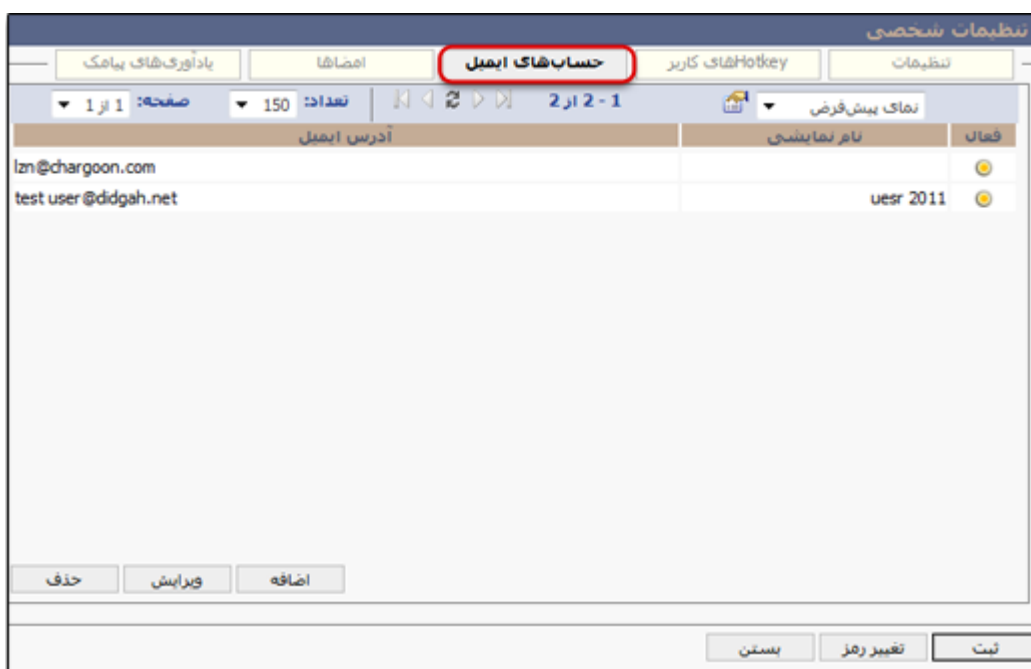 تنظیمات شخصی
تنظیمات Hotkeyهای کاربر حساب‌های ایمیل امضاها یادآوری‌های پیامک
نمای پیش‌فرض 1 - 2 از 2 تعداد: 150 صفحه: 1 از 1
فعال نام نمایشی آدرس ایمیل
lzn@chargoon.com
uesr 2011 test user@didgah.net
اضافه ویرایش حذف
ثبت تغییر رمز بستن